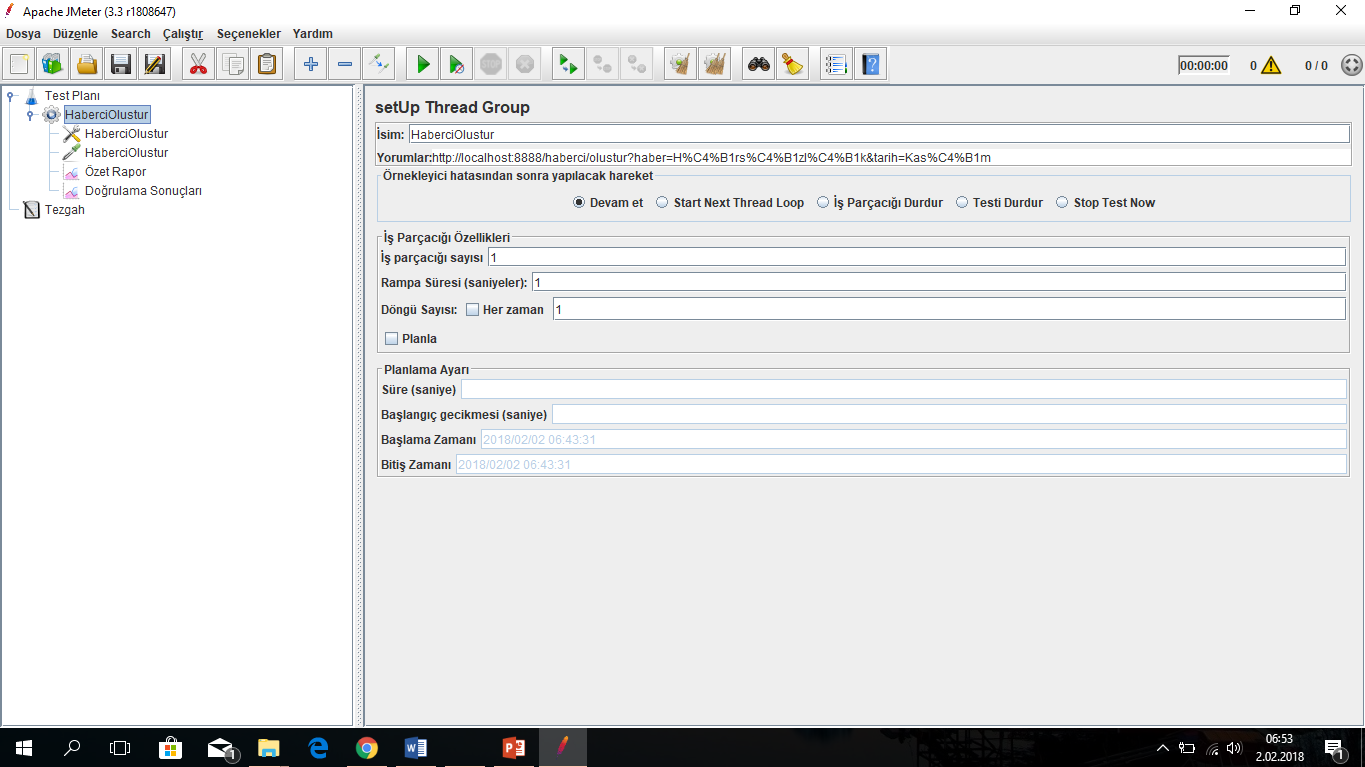 Apache JMeter (3.3 r1808647)
Dosya Düzenle Search Çalıştır Seçenekler Yardım
00:00:00 0 0 / 0
Test Planı
HaberciOlustur
HaberciOlustur
HaberciOlustur
Özet Rapor
Doğrulama Sonuçları
Tezgah
setUp Thread Group
İsim: HaberciOlustur
Yorumlar: http://localhost:8888/haberci/olustur?haber=H%C4%B1rs%C4%B1zl%C4%B1k&tarih=Kas%C4%B1m
Örnekleyici hatasından sonra yapılacak hareket
Devam et Start Next Thread Loop İş Parçacığı Durdur Testi Durdur Stop Test Now
İş Parçacığı Özellikleri
İş parçacığı sayısı 1
Rampa Süresi (saniyeler): 1
Döngü Sayısı: Her zaman 1
Planla
Planlama Ayarı
Süre (saniye)
Başlangıç gecikmesi (saniye)
Başlama Zamanı 2018/02/02 06:43:31
Bitiş Zamanı 2018/02/02 06:43:31
06:53
2.02.2018